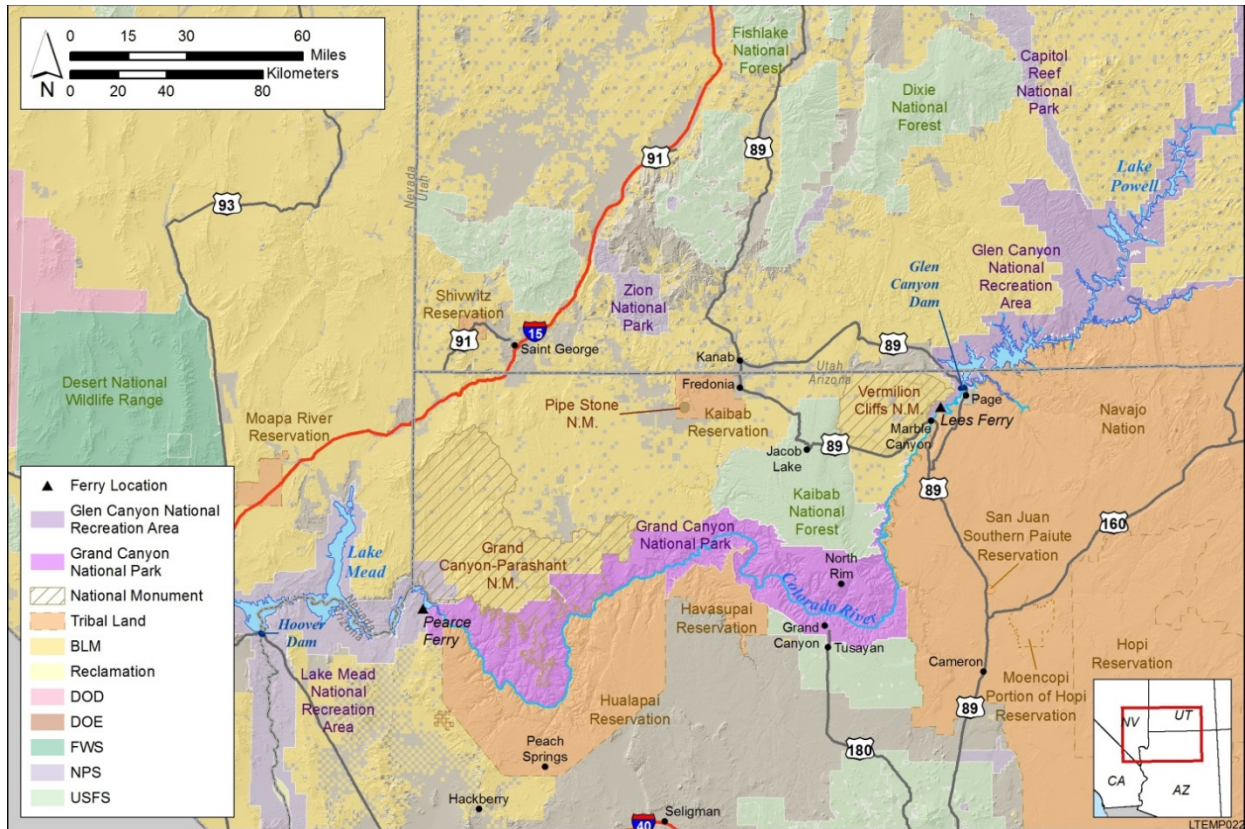 0 15 30 60
Miles
Kilometers
0 20 40 80
N
Fishlake
National
Forest
Capitol
Reef
National
Park
Dixie
National
Forest
91
89
93
Nevada
Utah
Lake
Powell
Glen Canyon
National
Recreation
Area
Glen
Canyon
Dam
Zion
National
Park
Shivwitz
Reservation
91
15
Saint George
89
Kanab
Utah
Arizona
Desert National
Wildlife Range
Fredonia
Vermilion
Cliffs N.M.
Page
Lees Ferry
Navajo
Nation
Pipe Stone
N.M.
Kaibab
Reservation
Moapa River
Reservation
Marble
Canyon
89
Jacob
Lake
Kaibab
National
Forest
89
160
Ferry Location
Glen Canyon National
Recreation Area
Grand Canyon
National Park
National Monument
Tribal Land
BLM
Reclamation
DOD
DOE
FWS
NPS
USFS
Lake
Mead
Nevada
Arizona
Hoover
Dam
Pearce
Ferry
Lake Mead
National
Recreation
Area
Grand
Canyon-Parashant
N.M.
Grand Canyon
National Park
North
Rim
Colorado River
San Juan
Southern Paiute
Reservation
Havasupai
Reservation
Grand
Canyon
Tusayan
Cameron
Moencopi
Portion of Hopi
Reservation
Hopi
Reservation
Hualapai
Reservation
Peach
Springs
89
180
Hackberry
Seligman
40
NV
UT
CA
AZ
LTEMP022